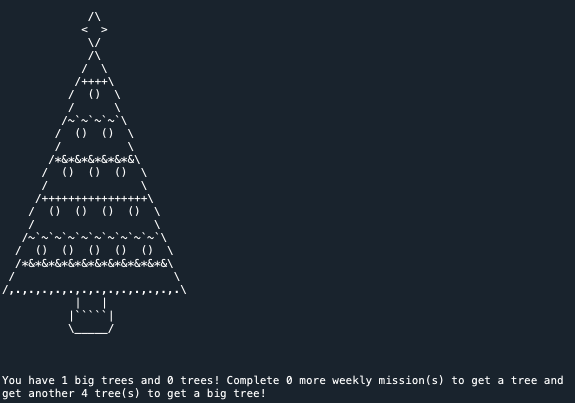 You have 1 big trees and 0 trees! Complete 0 more weekly mission(s) to get a tree and
get another 4 tree(s) to get a big tree!